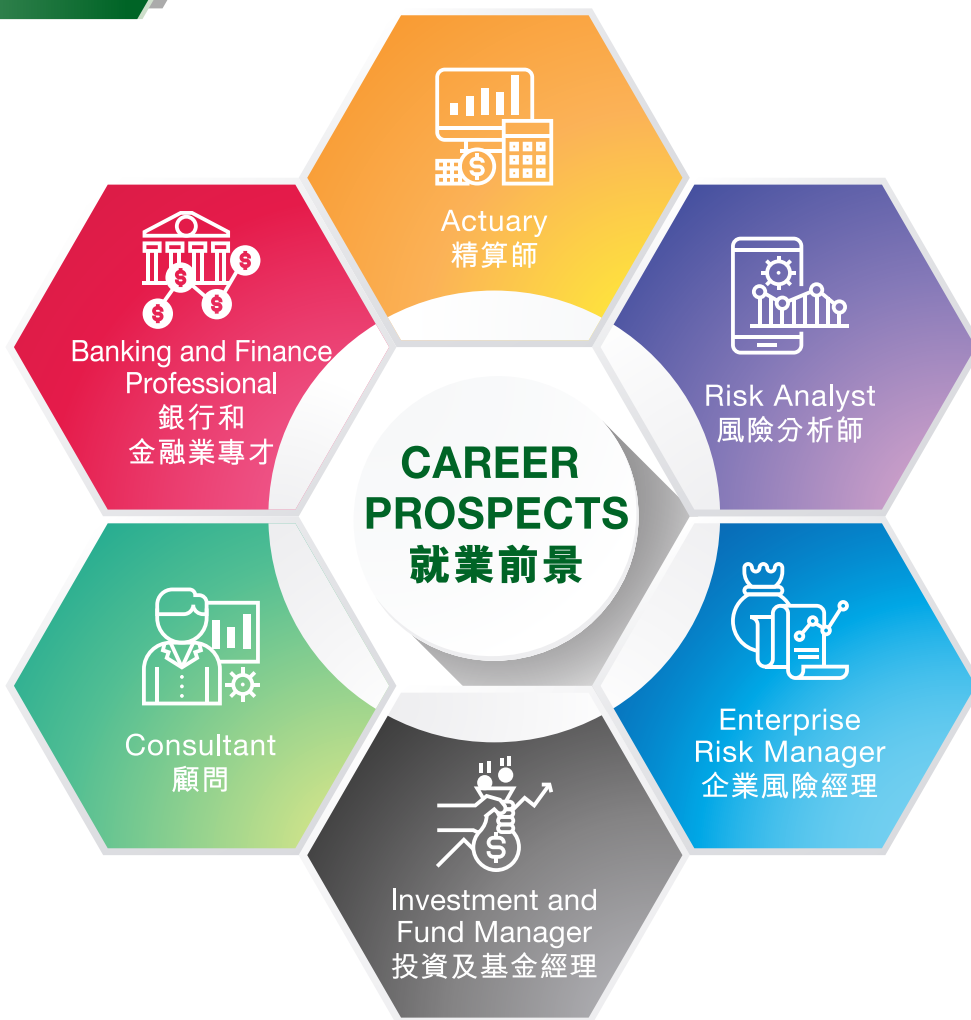 Actuary
精算師
Banking and Finance
Professional
銀行和
金融業專才
Risk Analyst
風險分析師
CAREER
PROSPECTS
就業前景
Consultant
顧問
Enterprise
Risk Manager
企業風險經理
Investment and
Fund Manager
投資及基金經理